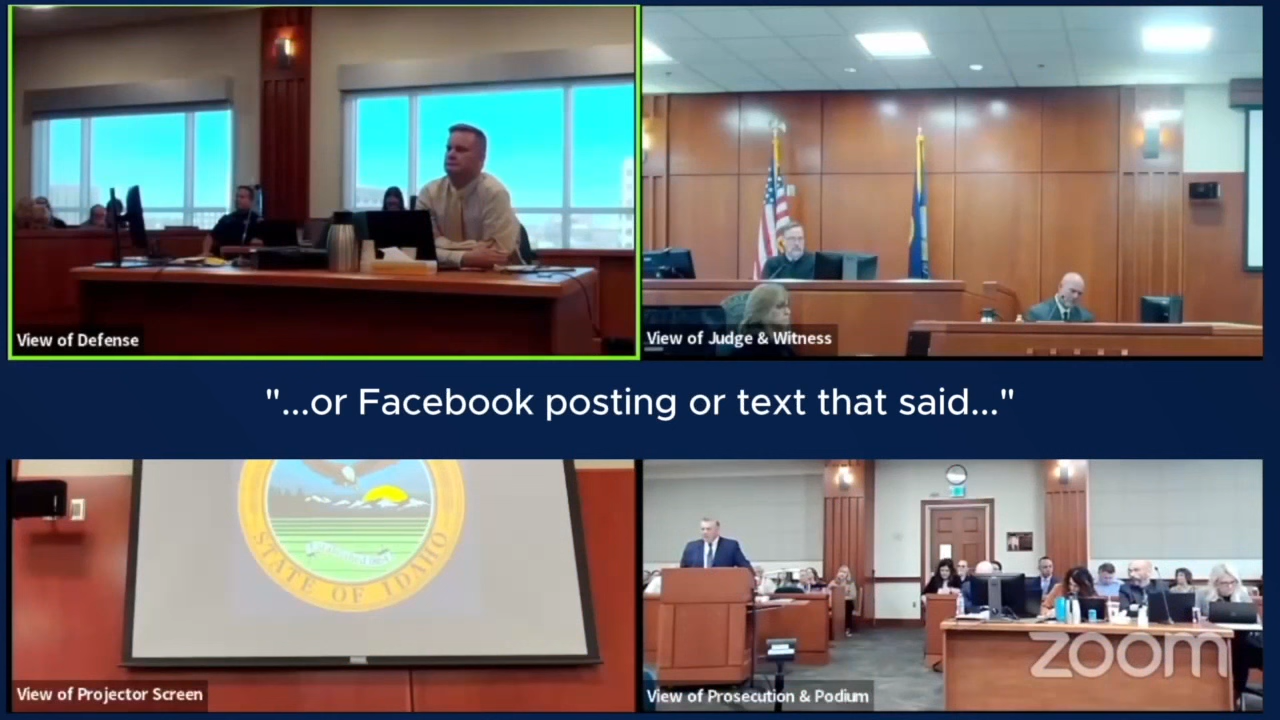 View of Defense
View of Judge & Witness
"...or Facebook posting or text that said..."
STATE OF IDAHO
View of Projector Screen
View of Prosecution & Podium
zoom